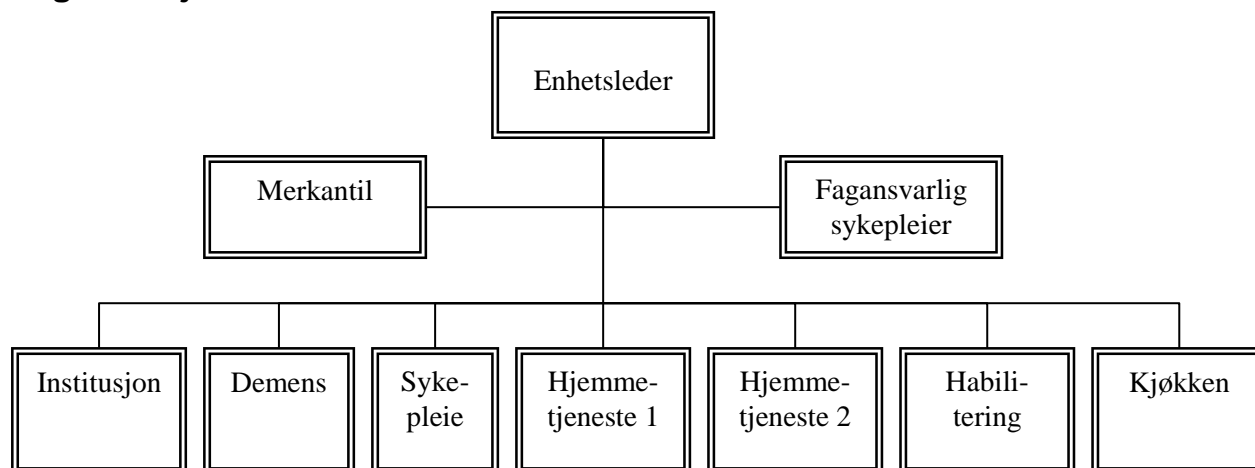 Enhetsleder
Merkantil
Fagansvarlig
sykepleier
Institusjon
Demens
Syke-
pleie
Hjemme-
tjeneste 1
Hjemme-
tjeneste 2
Habili-
tering
Kjøkken